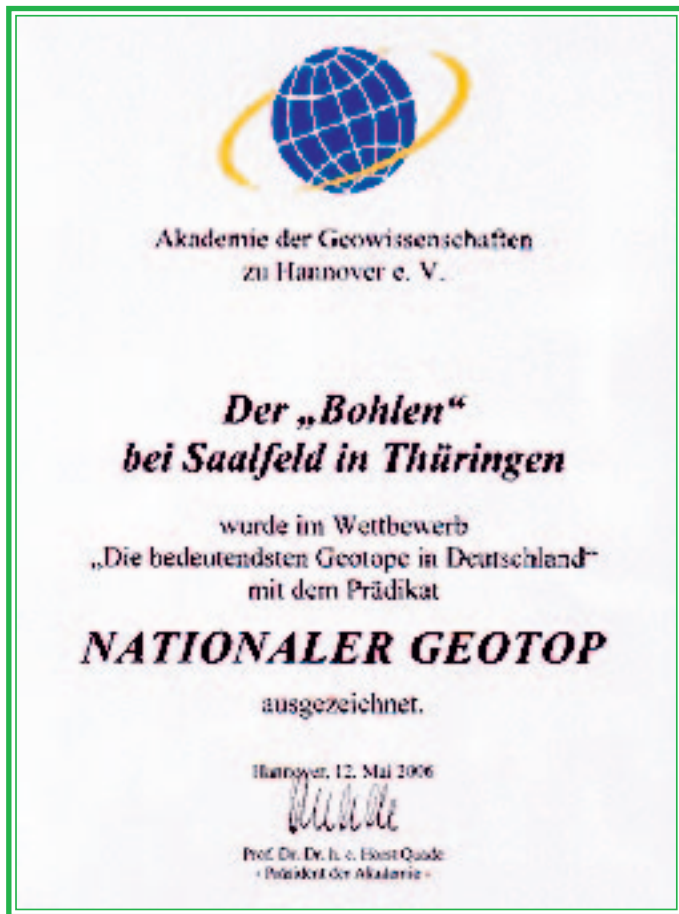 Akademie der Geowissenschaften
zu Hannover e. V.
Der „Bohlen“
bei Saalfeld in Thüringen
wurde im Wettbewerb
„Die bedeutendsten Geotope in Deutschland“
mit dem Prädikat
NATIONALER GEOTOP
ausgezeichnet.
Hannover, 12. Mai 2006
Prof. Dr. Dr. h. c. Horst Quade
- Präsident der Akademie -